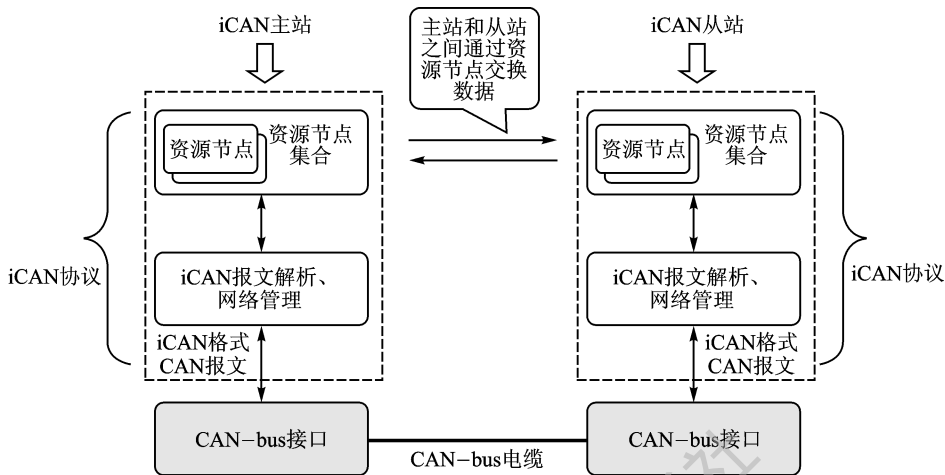 iCAN主站
主站和从站
之间通过资
源节点交换
数据
iCAN从站
资源节点
资源节点
集合
资源节点
资源节点
集合
iCAN协议
iCAN报文解析、
网络管理
iCAN报文解析、
网络管理
iCAN协议
iCAN格式
CAN报文
iCAN格式
CAN报文
CAN-bus接口
CAN-bus电缆
CAN-bus接口
社